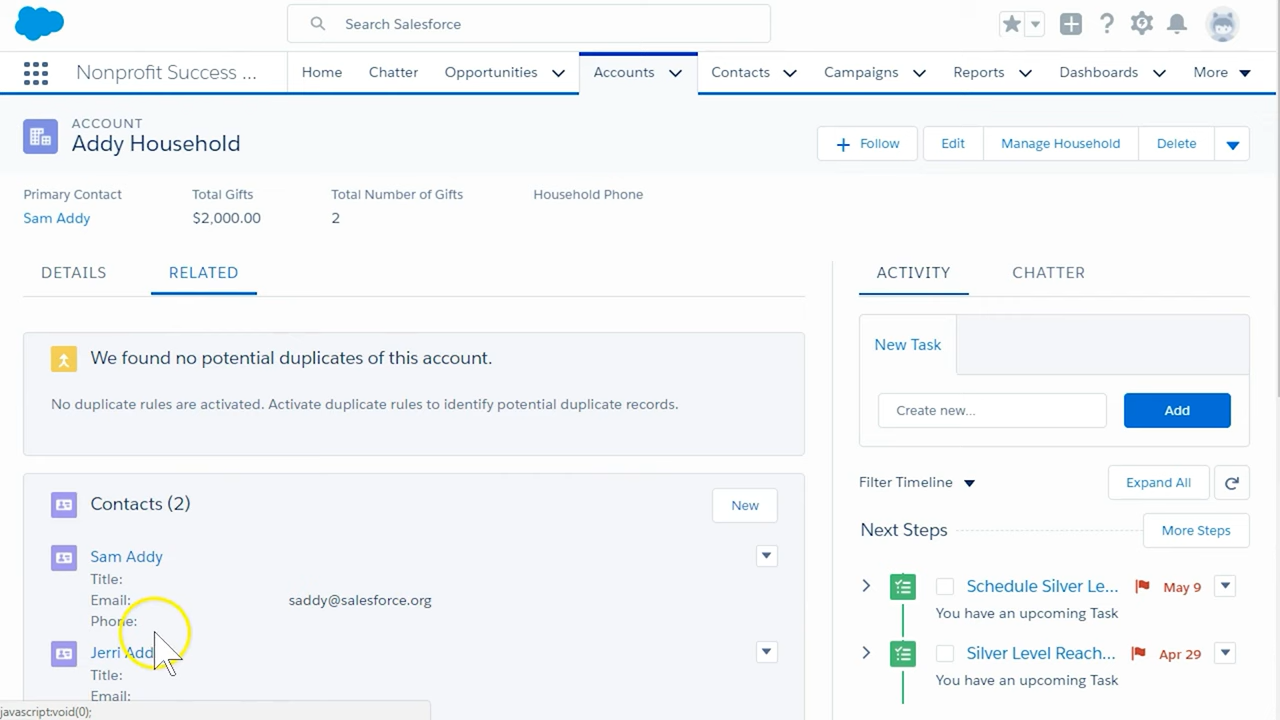 Search Salesforce
Nonprofit Success ...
Home
Chatter
Opportunities
Accounts
Contacts
Campaigns
Reports
Dashboards
More
ACCOUNT
Addy Household
Follow
Edit
Manage Household
Delete
Primary Contact
Total Gifts
Total Number of Gifts
Household Phone
Sam Addy
$2,000.00
2
DETAILS
RELATED
ACTIVITY
CHATTER
We found no potential duplicates of this account.
No duplicate rules are activated. Activate duplicate rules to identify potential duplicate records.
New Task
Create new...
Add
Contacts (2)
New
Sam Addy
Title:
Email:
saddy@salesforce.org
Phone:
Jerri Add
Title:
Email:
Filter Timeline
Expand All
Next Steps
More Steps
Schedule Silver Le...
May 9
You have an upcoming Task
Silver Level Reach...
Apr 29
You have an upcoming Task
javascript:void(0);